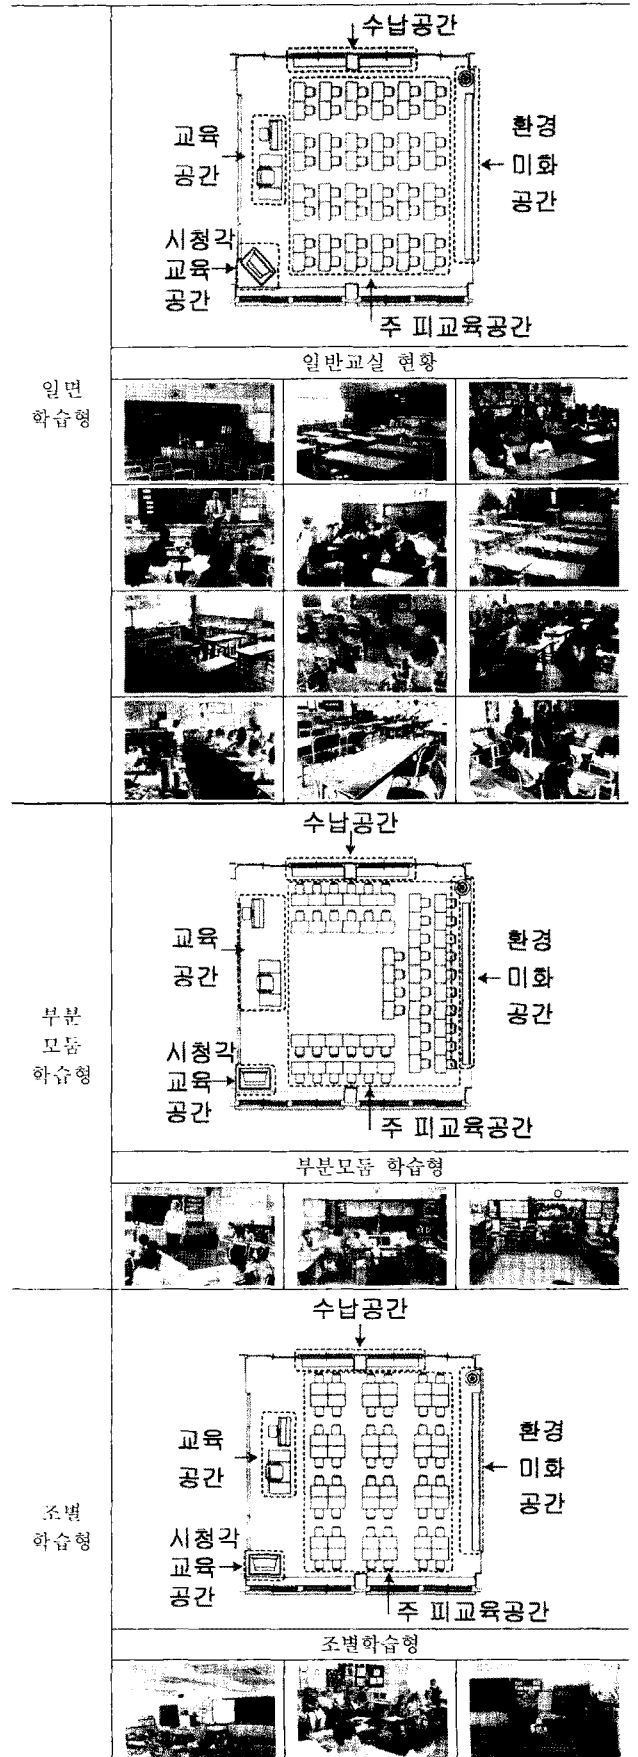 수납공간
교육
공간
환경
미화
공간
시청각
교육
공간
주 피교육공간
일반교실 현황
일면
학습형
수납공간
교육
공간
환경
미화
공간
시청각
교육
공간
주 피교육공간
부분
모둠
학습형
부분모둠 학습형
수납공간
교육
공간
환경
미화
공간
시청각
교육
공간
주 피교육공간
조별
학습형
조별학습형